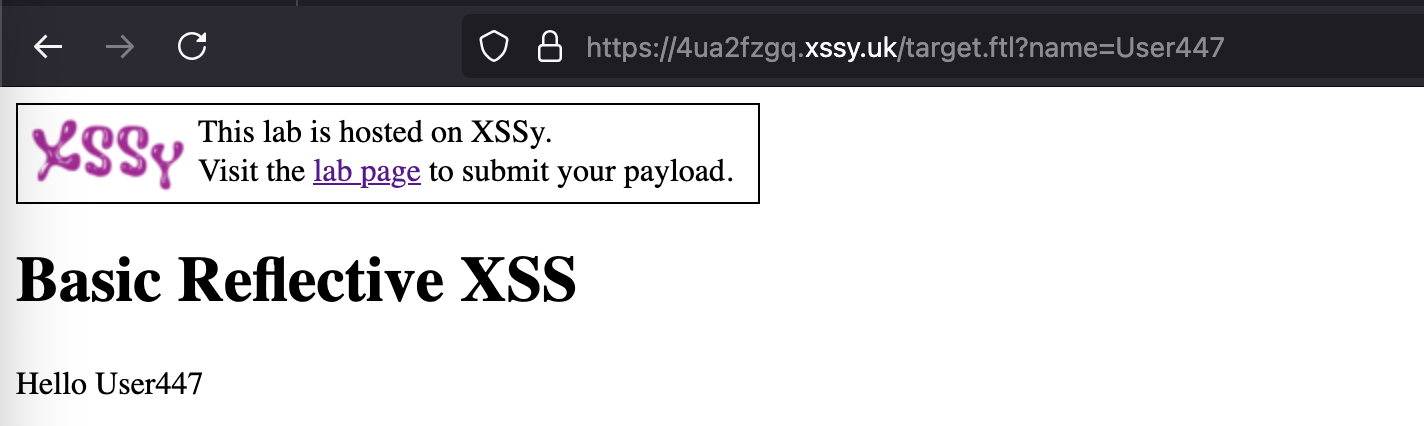 https://4ua2fzgq.xssy.uk/target.ftl?name=User447
XSSy
This lab is hosted on XSSy.
Visit the lab page to submit your payload.
Basic Reflective XSS
Hello User447